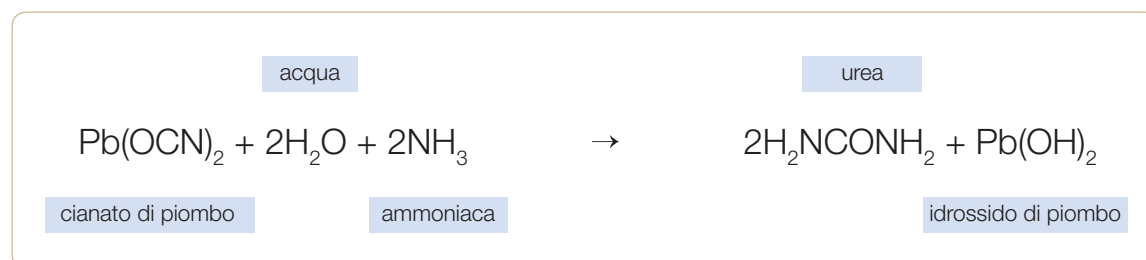 acqua urea
Pb(OCN)₂ + 2H₂O + 2NH₃ → 2H₂NCONH₂ + Pb(OH)₂
cianato di piombo ammoniaca idrossido di piombo